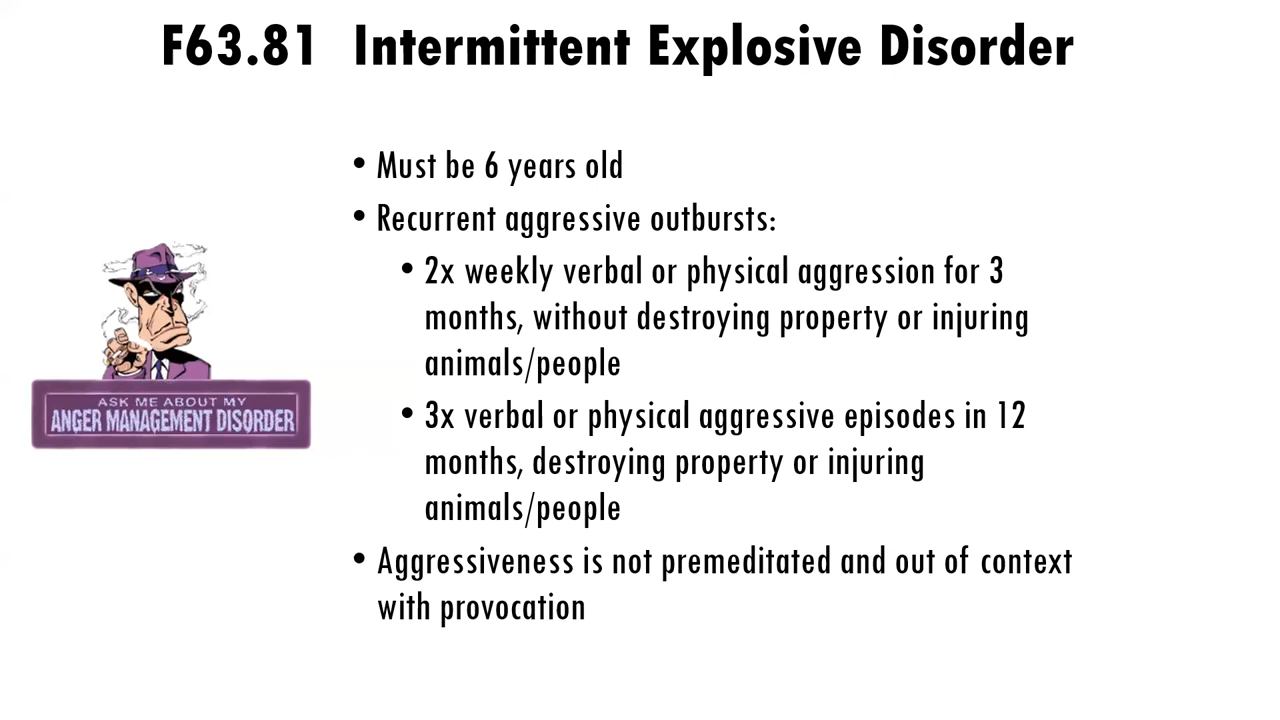 F63.81 Intermittent Explosive Disorder
• Must be 6 years old
• Recurrent aggressive outbursts:
• 2x weekly verbal or physical aggression for 3
months, without destroying property or injuring
animals/people
• 3x verbal or physical aggressive episodes in 12
months, destroying property or injuring
animals/people
• Aggressiveness is not premeditated and out of context
with provocation
ASK ME ABOUT MY
ANGER MANAGEMENT DISORDER